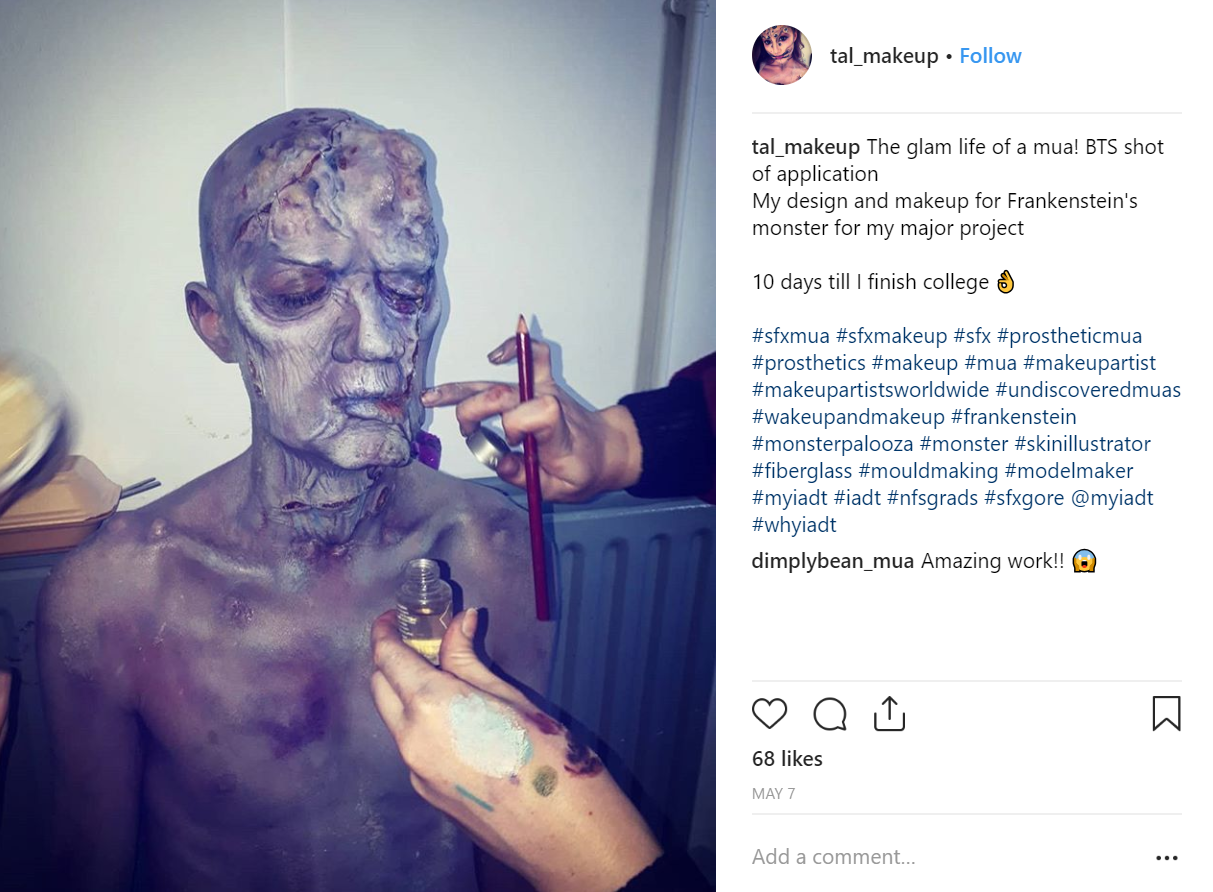 tal_makeup • Follow
tal_makeup The glam life of a mua! BTS shot
of application
My design and makeup for Frankenstein's
monster for my major project
10 days till I finish college 👌
#sfxmua #sfxmakeup #sfx #prostheticmua
#prosthetics #makeup #mua #makeupartist
#makeupartistsworldwide #undiscoveredmuas
#wakeupandmakeup #frankenstein
#monsterpalooza #monster #skinillustrator
#fiberglass #mouldmaking #modelmaker
#myiadt #iadt #nfsgrads #sfxgore @myiadt
#whyiadt
dimplybean_mua Amazing work!! 😱
68 likes
MAY 7
Add a comment...